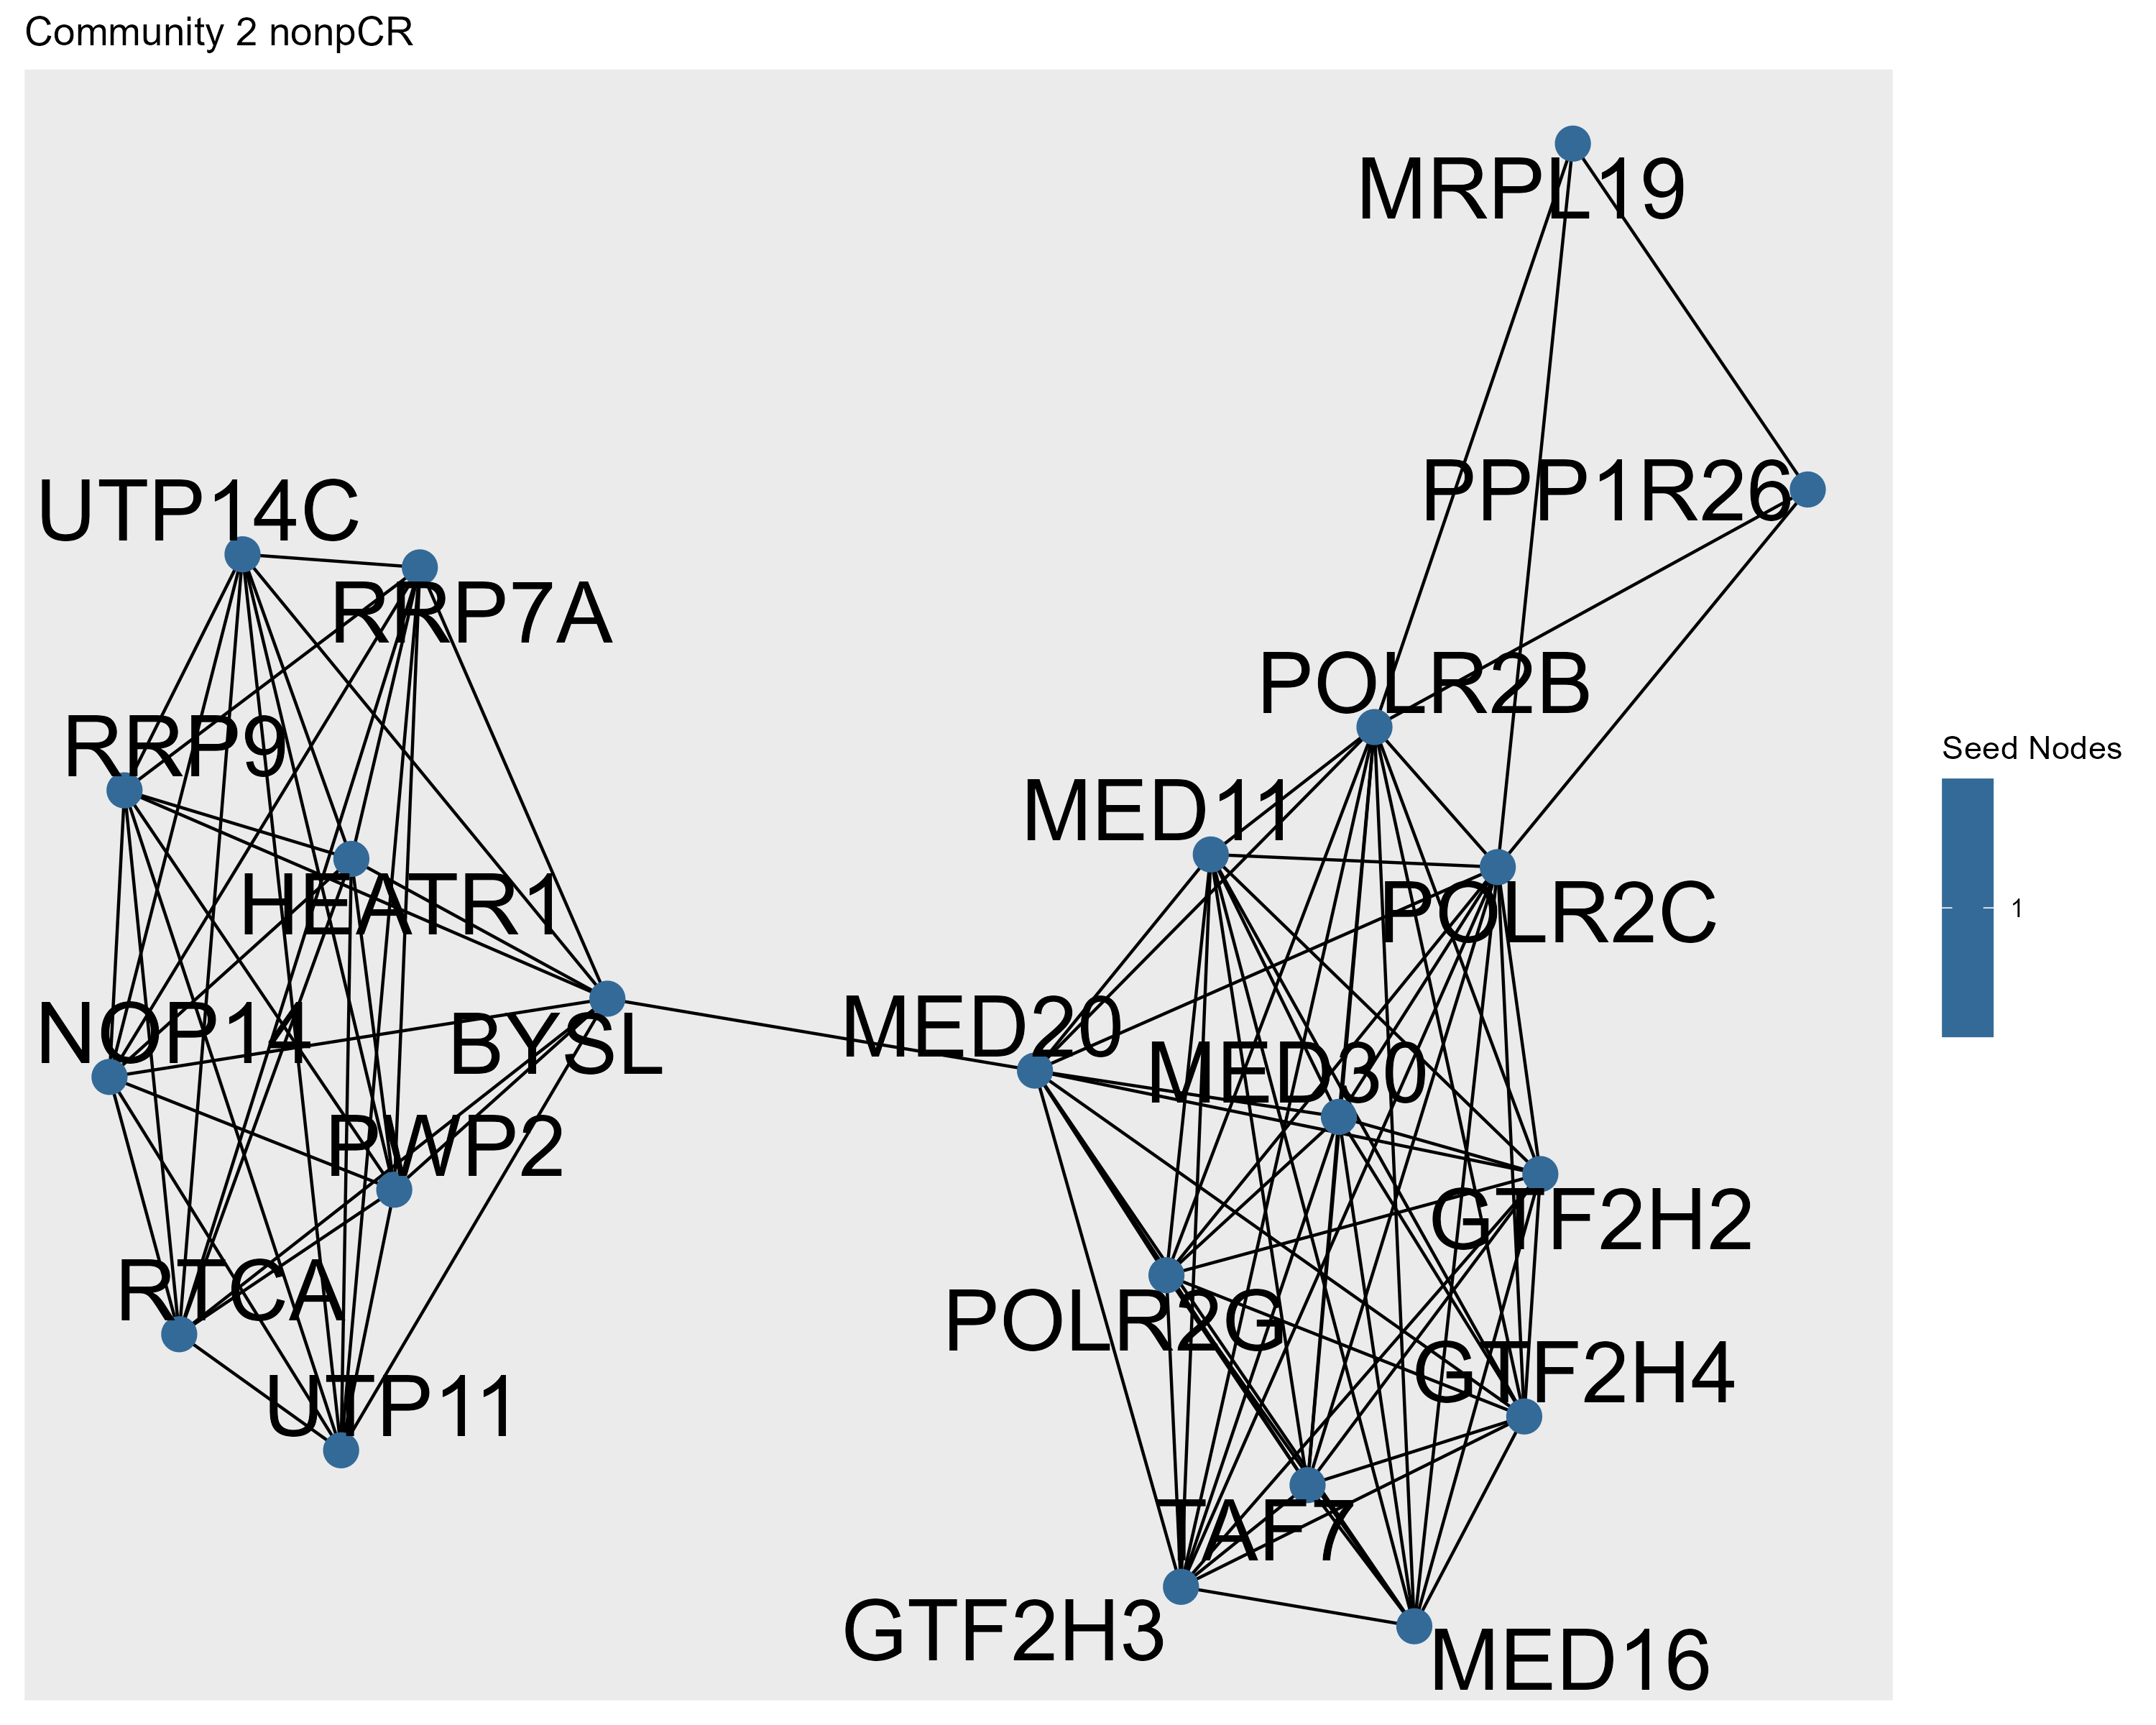 Community 2 nonpCR
MRPL19
PPP1R26
UTP14C
RRP7A
POLR2B
RRP9
MED11
HEATR1
POLR2C
NOP14
BYSL
MED20
MED30
PWP2
GTF2H2
RTCA
POLR2G
GTF2H4
UTP11
TAF7
GTF2H3
MED16
Seed Nodes
1